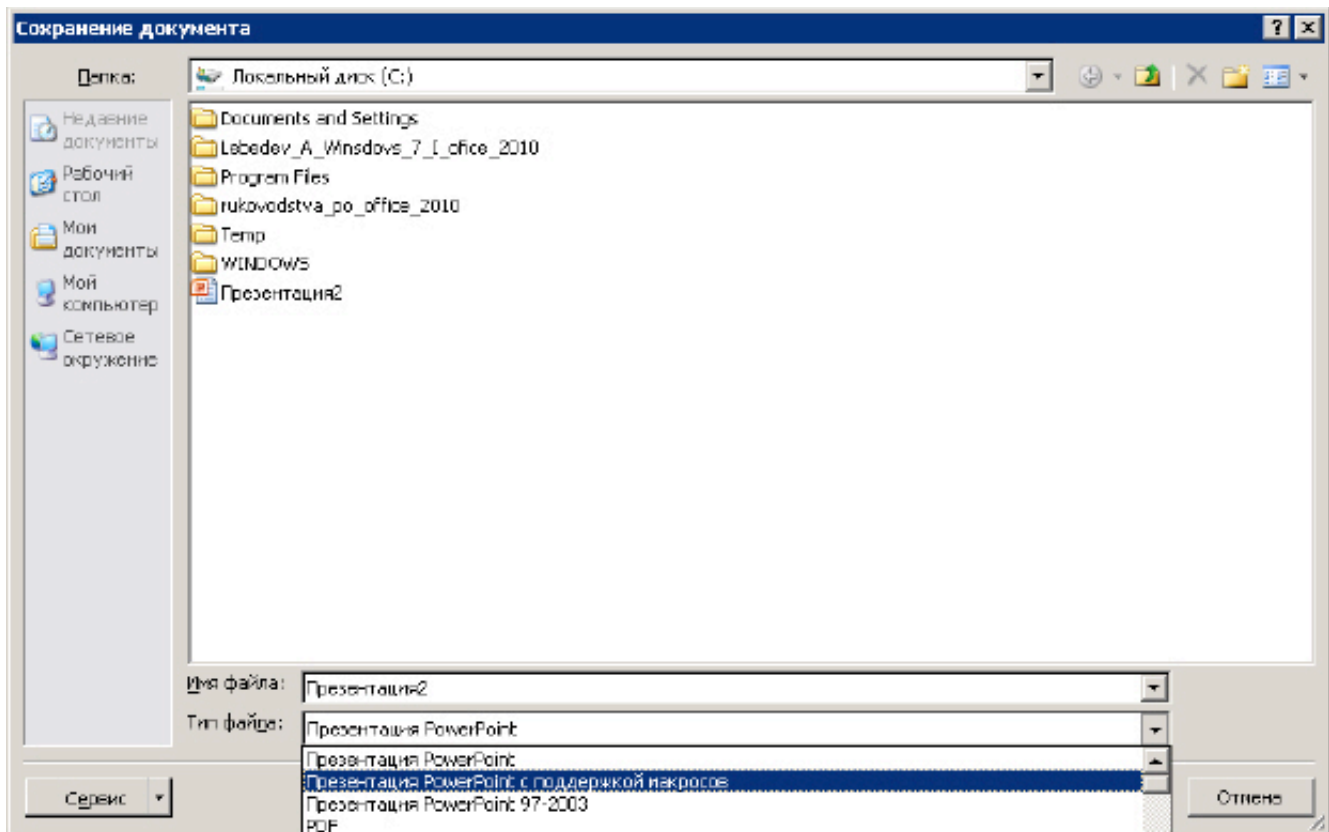 Сохранение документа
Папка:
Локальный диск (C:)
Недавние
документы
Рабочий
стол
Мои
документы
Мой
компьютер
Сетевое
окружение
Documents and Settings
Lebedev_A_Winsdovs_7_I_ofice_2010
Program Files
rukovodstva_po_office_2010
Temp
WINDOWS
Презентация2
Имя файла:
Презентация2
Тип файла:
Презентация PowerPoint
Презентация PowerPoint
Презентация PowerPoint с поддержкой макросов
Презентация PowerPoint 97-2003
PDF
Сервис
Отмена